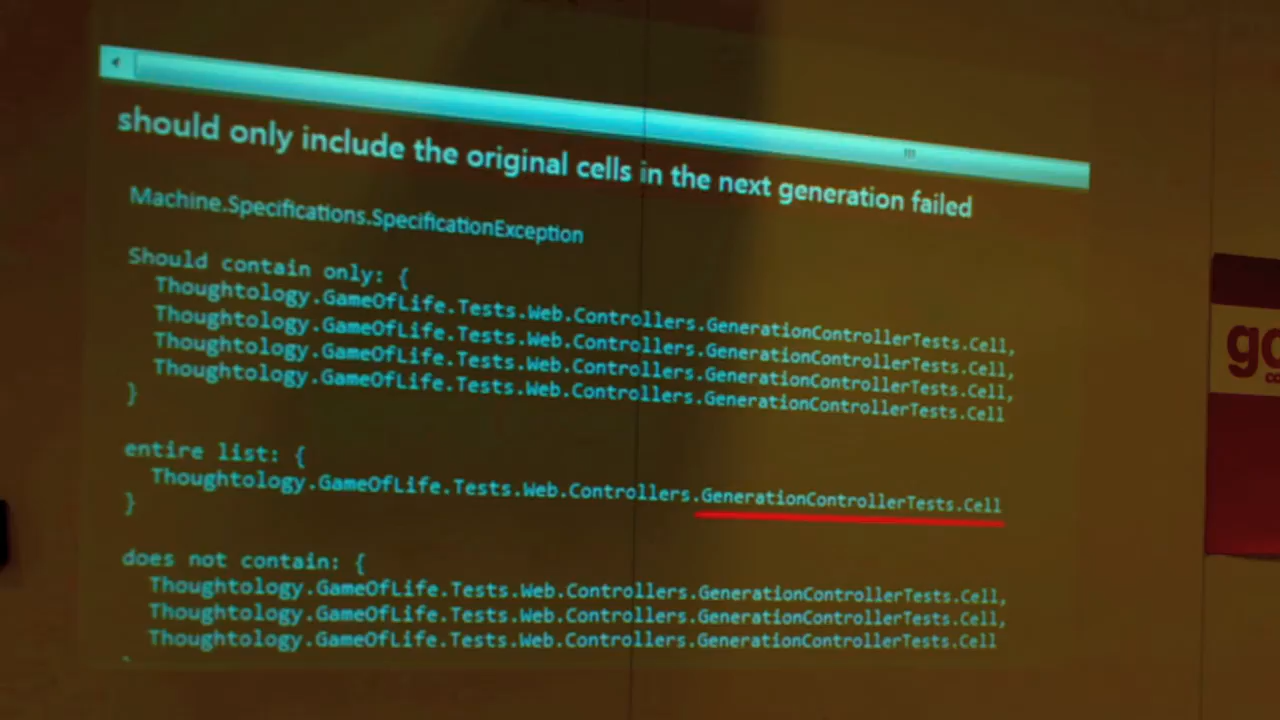 should only include the original cells in the next generation failed
Machine.Specifications.SpecificationException
Should contain only: {
Thoughtology.GameOfLife.Tests.Web.Controllers.GenerationControllerTests.Cell,
Thoughtology.GameOfLife.Tests.Web.Controllers.GenerationControllerTests.Cell,
Thoughtology.GameOfLife.Tests.Web.Controllers.GenerationControllerTests.Cell,
Thoughtology.GameOfLife.Tests.Web.Controllers.GenerationControllerTests.Cell
}
entire list: {
Thoughtology.GameOfLife.Tests.Web.Controllers.GenerationControllerTests.Cell
}
does not contain: {
Thoughtology.GameOfLife.Tests.Web.Controllers.GenerationControllerTests.Cell,
Thoughtology.GameOfLife.Tests.Web.Controllers.GenerationControllerTests.Cell,
Thoughtology.GameOfLife.Tests.Web.Controllers.GenerationControllerTests.Cell